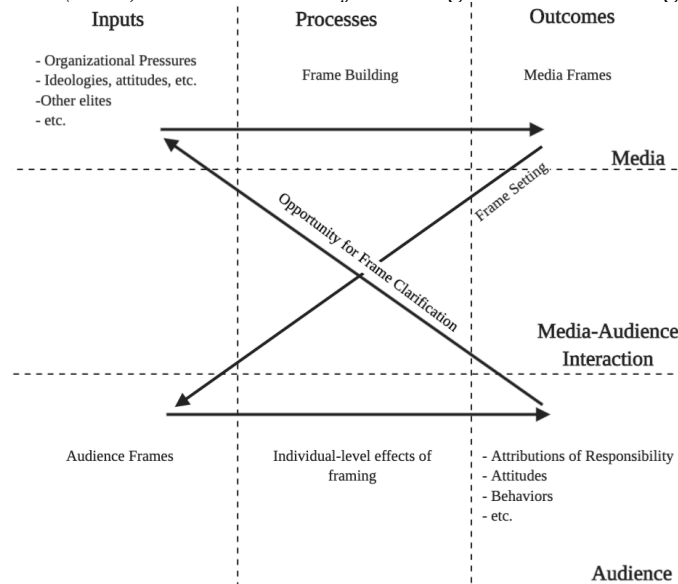 Inputs
Processes
Outcomes
- Organizational Pressures
- Ideologies, attitudes, etc.
-Other elites
- etc.
Frame Building
Media Frames
Media
Frame Setting
Opportunity for Frame Clarification
Media-Audience
Interaction
Audience Frames
Individual-level effects of
framing
- Attributions of Responsibility
- Attitudes
- Behaviors
- etc.
Audience